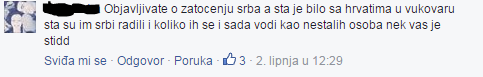 Objavljivate o zatocenju srba a sta je bilo sa hrvatima u vukovaru
sta su im srbi radili i koliko ih se i sada vodi kao nestalih osoba nek vas je
stidd
Sviđa mi se · Odgovor · Poruka · 3 · 2. lipnja u 12:29